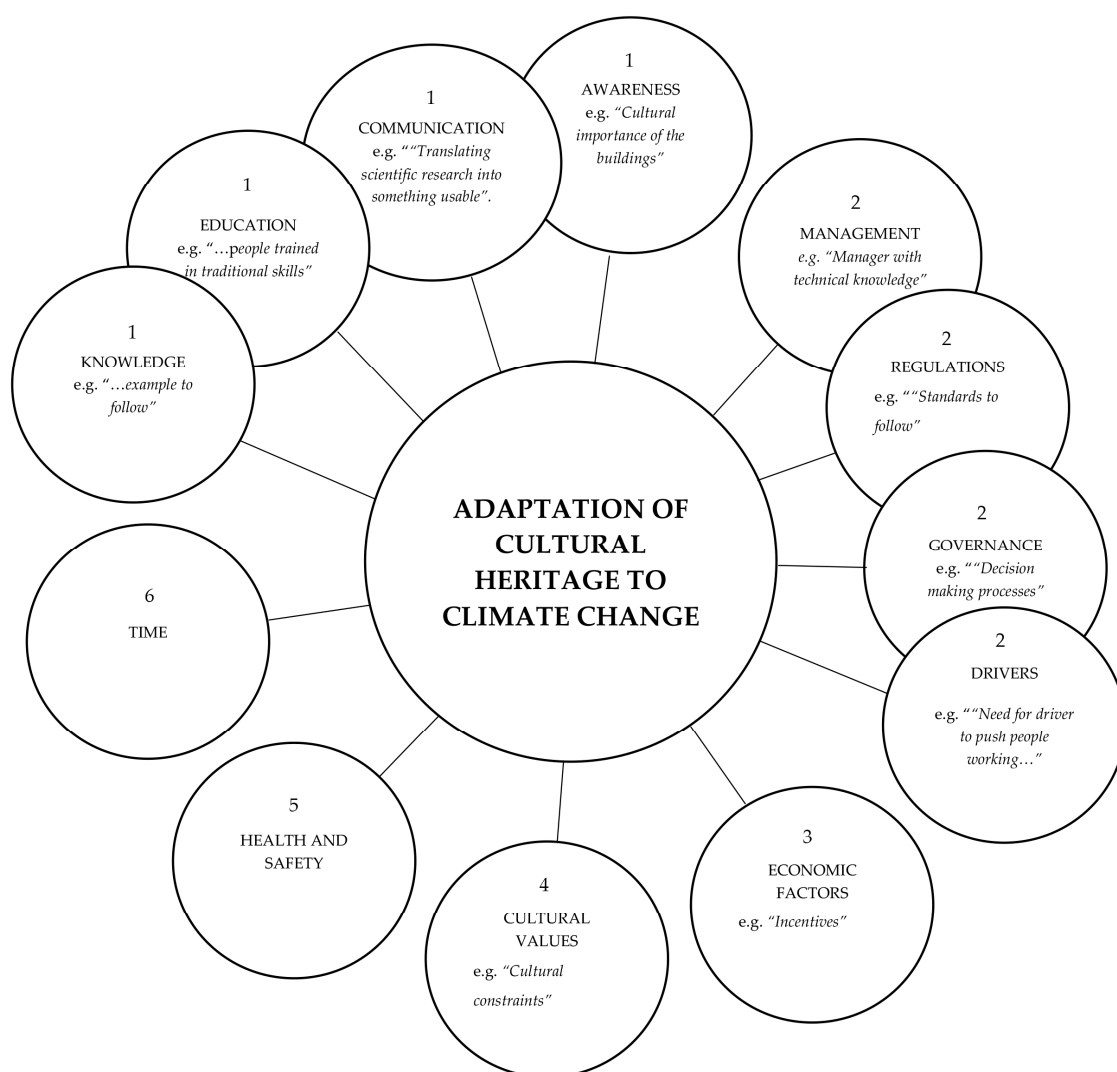 1
AWARENESS
e.g. “Cultural
importance of the
buildings”
1
COMMUNICATION
e.g. ““Translating
scientific research into
something usable”.
1
EDUCATION
e.g. “…people trained
in traditional skills”
1
KNOWLEDGE
e.g. “…example to
follow”
2
MANAGEMENT
e.g. “Manager with
technical knowledge”
2
REGULATIONS
e.g. ““Standards to
follow”
2
GOVERNANCE
e.g. ““Decision
making processes”
2
DRIVERS
e.g. ““Need for driver
to push people
working…”
ADAPTATION OF
CULTURAL
HERITAGE TO
CLIMATE CHANGE
6
TIME
5
HEALTH AND
SAFETY
4
CULTURAL
VALUES
e.g. “Cultural
constraints”
3
ECONOMIC
FACTORS
e.g. “Incentives”